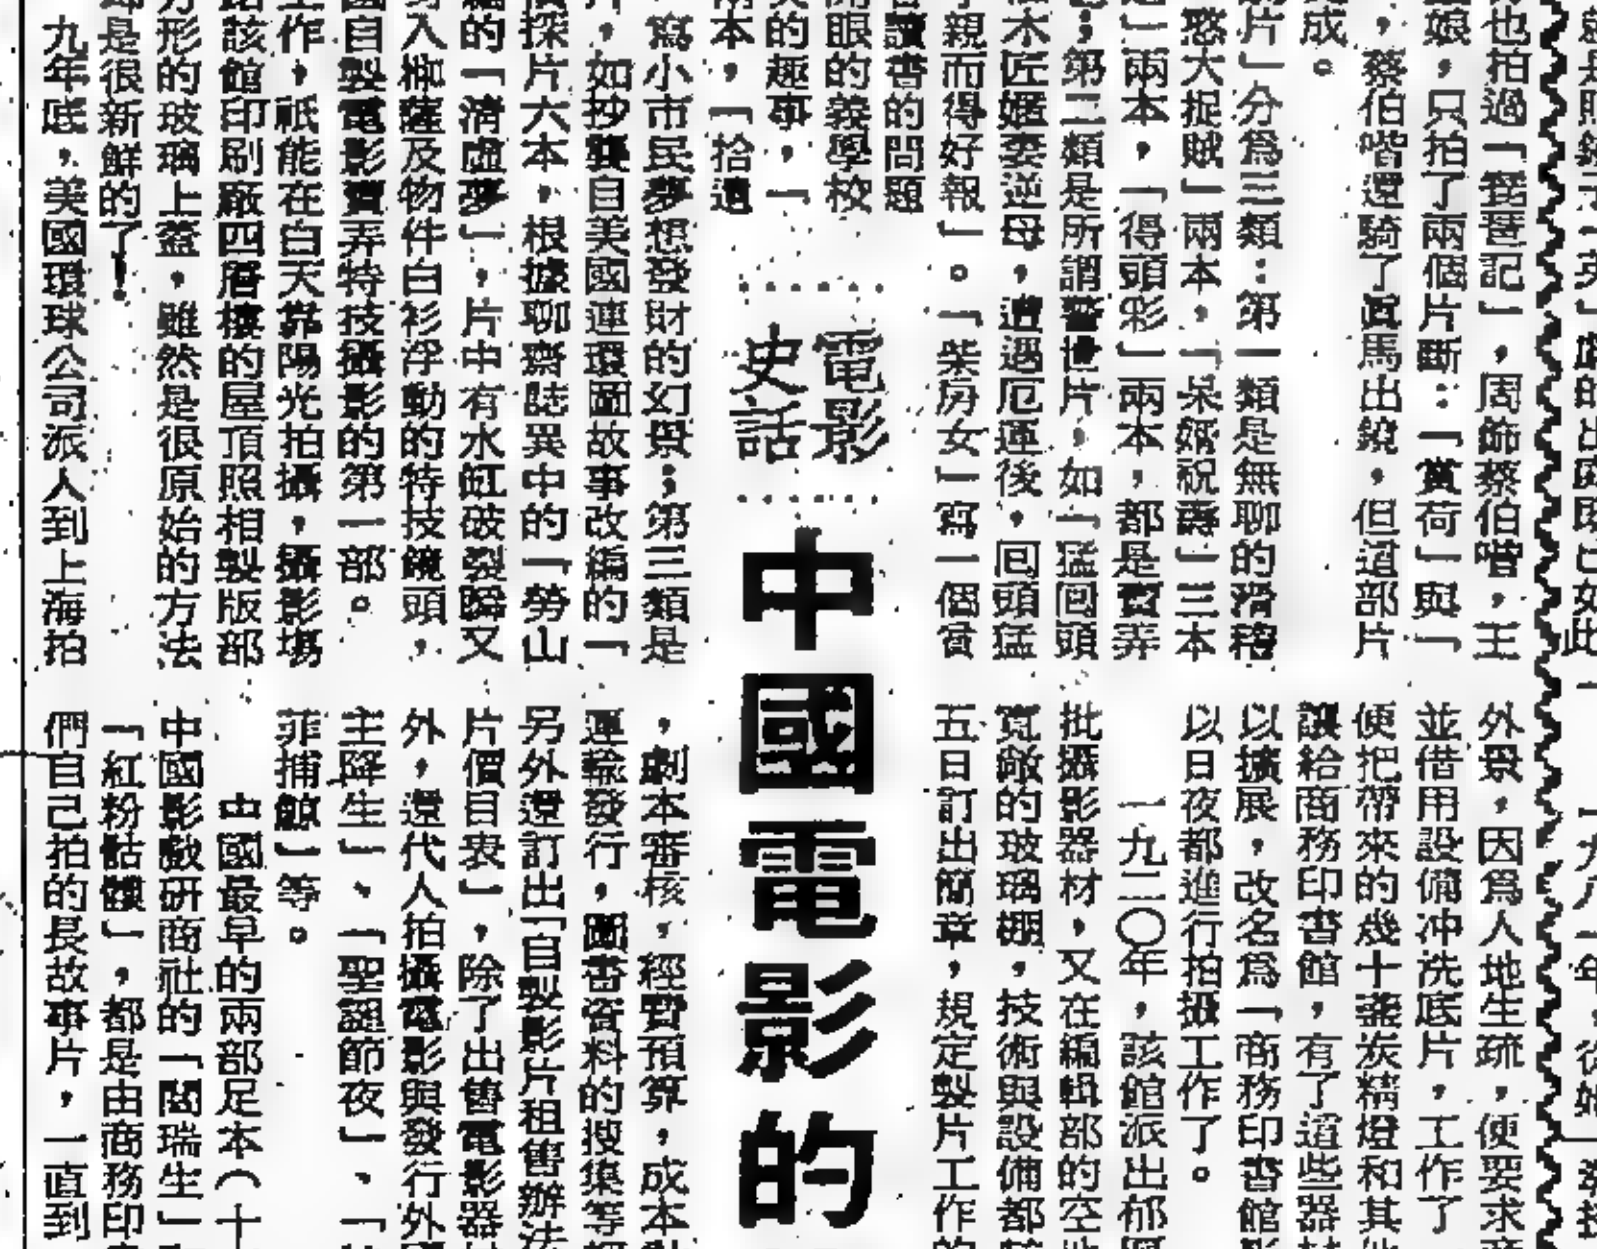 也拍過「琵琶記」,周飾蔡伯喈,王
娘,只拍了兩個片斷:「賞荷」與「
,蔡伯喈還騎了眞馬出鏡,但這部片
成。
片」分爲三類:第一類是無聊的滑稽
憨大捉賊」兩本,「呆婿祝壽」三本
」兩本,「得頭彩」兩本,都是賣弄
;第二類是所謂警世片,如「猛囘頭
木匠嫗妻逆母,遭遇厄運後,囘頭猛
親而得好報」。「柴房女」寫一個貧
讀書的問題
眼的義學校
的趣事,「
本,「拾遺
電影
史話
中國電影的
寫小市民夢想發財的幻景;第三類是
,如抄襲自美國連環圖故事改編的「
採片六本,根據聊齋誌異中的「勞山
的「清虛夢」,片中有水缸破裂瞬又
入枷薩及物件白衫浮動的特技鏡頭,
自製電影賣弄特技攝影的第一部。
作,祗能在白天靠陽光拍攝,攝影塲
該館印刷廠四層樓的屋頂照相製版部
形的玻璃上蓋,雖然是很原始的方法
是很新鮮的了!
九年底,美國環球公司派人到上海拍
外景,因爲人地生疏,便要求
並借用設備冲洗底片,工作了
便把帶來的幾十盞炭精燈和其
讓給商務印書館,有了這些器
以擴展,改名爲「商務印書館
以日夜都進行拍攝工作了。
一九二〇年,該館派出郁
批攝影器材,又在編輯部的空
寬敞的玻璃棚,技術與設備都
五日訂出簡章,規定製片工作
,劇本審核,經費預算,成本
運輸發行,圖書資料的搜集等
另外還訂出「自製影片租售辦法
片價目表」,除了出售電影器
外,還代人拍攝電影與發行外
主降生」、「聖誕節夜」、「
菲捕鯨」等。
中國最早的兩部足本(十
中國影戲研商社的「閻瑞生」
「紅粉骷髏」,都是由商務印
們自己拍的長故事片,一直到